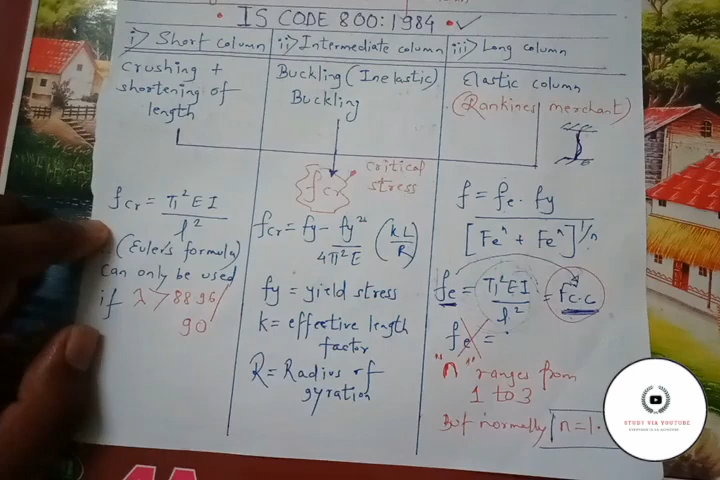 • IS CODE 800:1984 • ✓
i) Short column
crushing +
shortening of
length
fcr = π²EI
l²
(Euler's formula)
can only be used
if λ > 88.96
90
ii) Intermediate column
Buckling (Inelastic)
Buckling
fcr
critical
stress
fcr = fy - fy²
4π²E
(kL
R)
fy = yield stress
k = effective length
factor
R = Radius of
gyration
iii) Long column
Elastic column
(Rankines merchant)
f = fe. fy
[Feⁿ + Feⁿ]^1/n
fe = π²EI = Fc.c
l²
fe =
"n" ranges from
1 to 3
But normally n=1.
STUDY VIA YOUTUBE